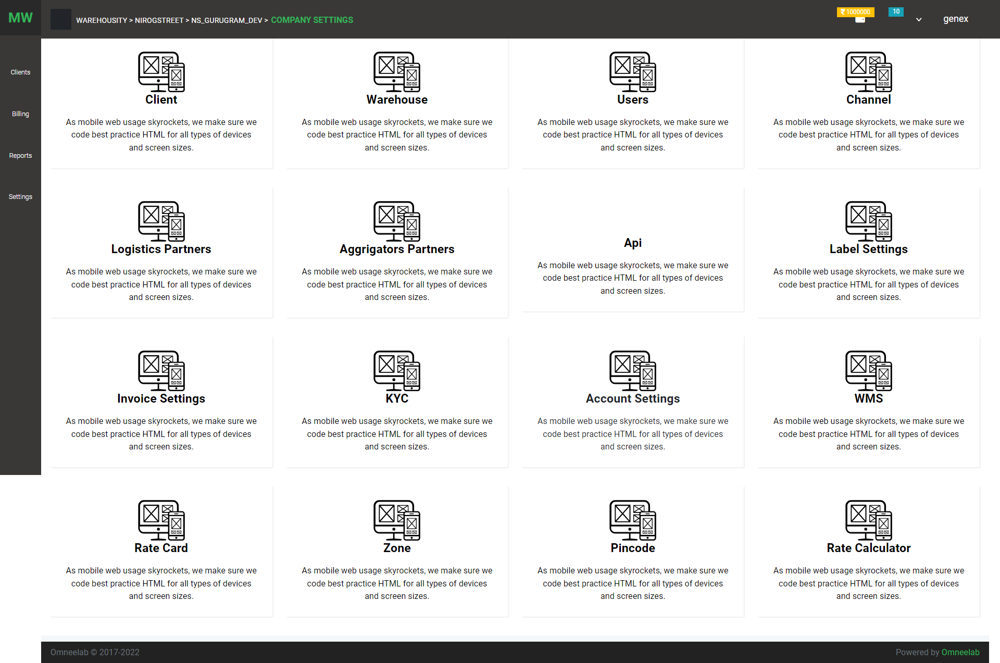 MW
WAREHOUSITY > NIROGSTREET > NS_GURUGRAM_DEV > COMPANY SETTINGS
₹ 1000000
10
genex
Clients
Billing
Reports
Settings
Client
As mobile web usage skyrockets, we make sure we
code best practice HTML for all types of devices
and screen sizes.
Warehouse
As mobile web usage skyrockets, we make sure we
code best practice HTML for all types of devices
and screen sizes.
Users
As mobile web usage skyrockets, we make sure we
code best practice HTML for all types of devices
and screen sizes.
Channel
As mobile web usage skyrockets, we make sure we
code best practice HTML for all types of devices
and screen sizes.
Logistics Partners
As mobile web usage skyrockets, we make sure we
code best practice HTML for all types of devices
and screen sizes.
Aggrigators Partners
As mobile web usage skyrockets, we make sure we
code best practice HTML for all types of devices
and screen sizes.
Api
As mobile web usage skyrockets, we make sure we
code best practice HTML for all types of devices
and screen sizes.
Label Settings
As mobile web usage skyrockets, we make sure we
code best practice HTML for all types of devices
and screen sizes.
Invoice Settings
As mobile web usage skyrockets, we make sure we
code best practice HTML for all types of devices
and screen sizes.
KYC
As mobile web usage skyrockets, we make sure we
code best practice HTML for all types of devices
and screen sizes.
Account Settings
As mobile web usage skyrockets, we make sure we
code best practice HTML for all types of devices
and screen sizes.
WMS
As mobile web usage skyrockets, we make sure we
code best practice HTML for all types of devices
and screen sizes.
Rate Card
As mobile web usage skyrockets, we make sure we
code best practice HTML for all types of devices
and screen sizes.
Zone
As mobile web usage skyrockets, we make sure we
code best practice HTML for all types of devices
and screen sizes.
Pincode
As mobile web usage skyrockets, we make sure we
code best practice HTML for all types of devices
and screen sizes.
Rate Calculator
As mobile web usage skyrockets, we make sure we
code best practice HTML for all types of devices
and screen sizes.
Omneelab © 2017-2022
Powered by Omneelab